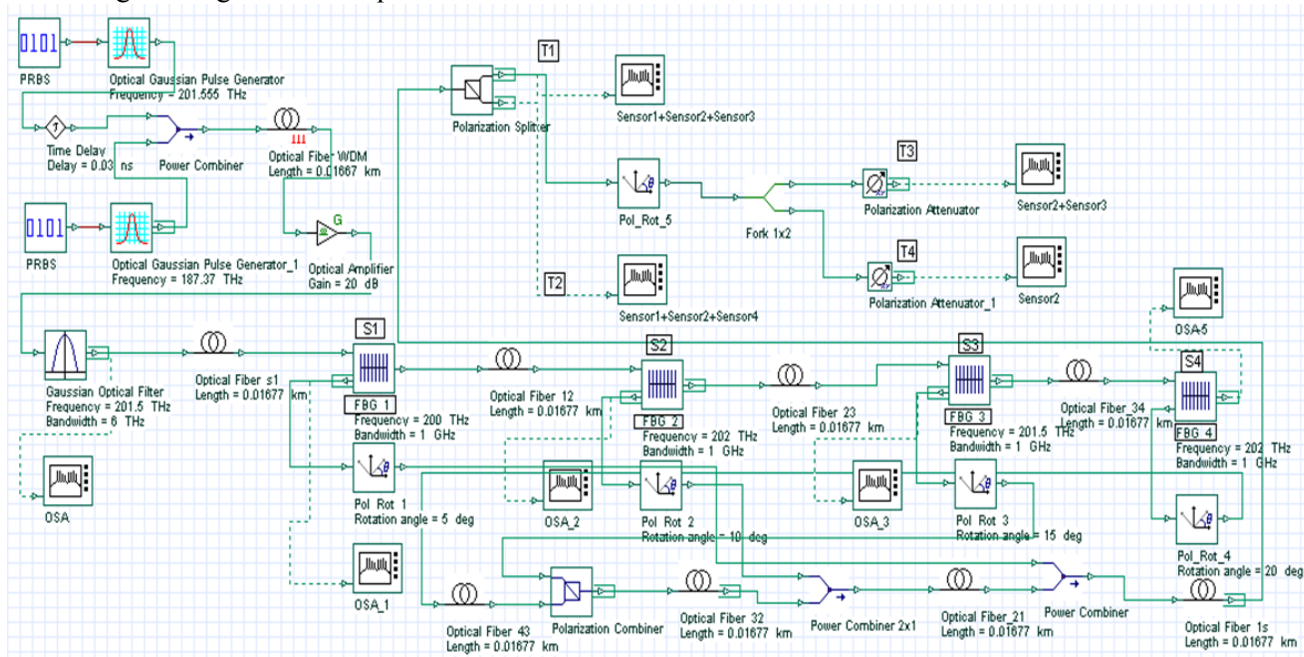 0101
PRBS
Optical Gaussian Pulse Generator
Frequency = 201.555 THz
Time Delay
Delay = 0.03 ns
Power Combiner
Optical Fiber WDM
Length = 0.01667 km
0101
PRBS
Optical Gaussian Pulse Generator_1
Frequency = 187.37 THz
G
Optical Amplifier
Gain = 20 dB
T1
Polarization Splitter
Sensor1+Sensor2+Sensor3
Pol_Rot_5
Fork 1x2
T3
Polarization Attenuator
Sensor2+Sensor3
T4
Polarization Attenuator_1
Sensor2
T2
Sensor1+Sensor2+Sensor4
OSA-5
Gaussian Optical Filter
Frequency = 201.5 THz
Bandwidth = 6 THz
OSA
Optical Fiber s1
Length = 0.01677 km
S1
FBG 1
Frequency = 200 THz
Bandwidth = 1 GHz
Pol Rot 1
Rotation angle = 5 deg
OSA_1
Optical Fiber 12
Length = 0.01677 km
S2
FBG 2
Frequency = 202 THz
Bandwidth = 1 GHz
OSA_2
Pol Rot 2
Rotation angle = 10 deg
Optical Fiber 23
Length = 0.01677 km
S3
FBG 3
Frequency = 201.5 THz
Bandwidth = 1 GHz
OSA_3
Pol Rot 3
Rotation angle = 15 deg
Optical Fiber_34
Length = 0.01677 km
S4
FBG 4
Frequency = 202 THz
Bandwidth = 1 GHz
Pol_Rot_4
Rotation angle = 20 deg
Optical Fiber 43
Length = 0.01677 km
Polarization Combiner
Optical Fiber 32
Length = 0.01677 km
Power Combiner 2x1
Optical Fiber_21
Length = 0.01677 km
Power Combiner
Optical Fiber 1s
Length = 0.01677 km